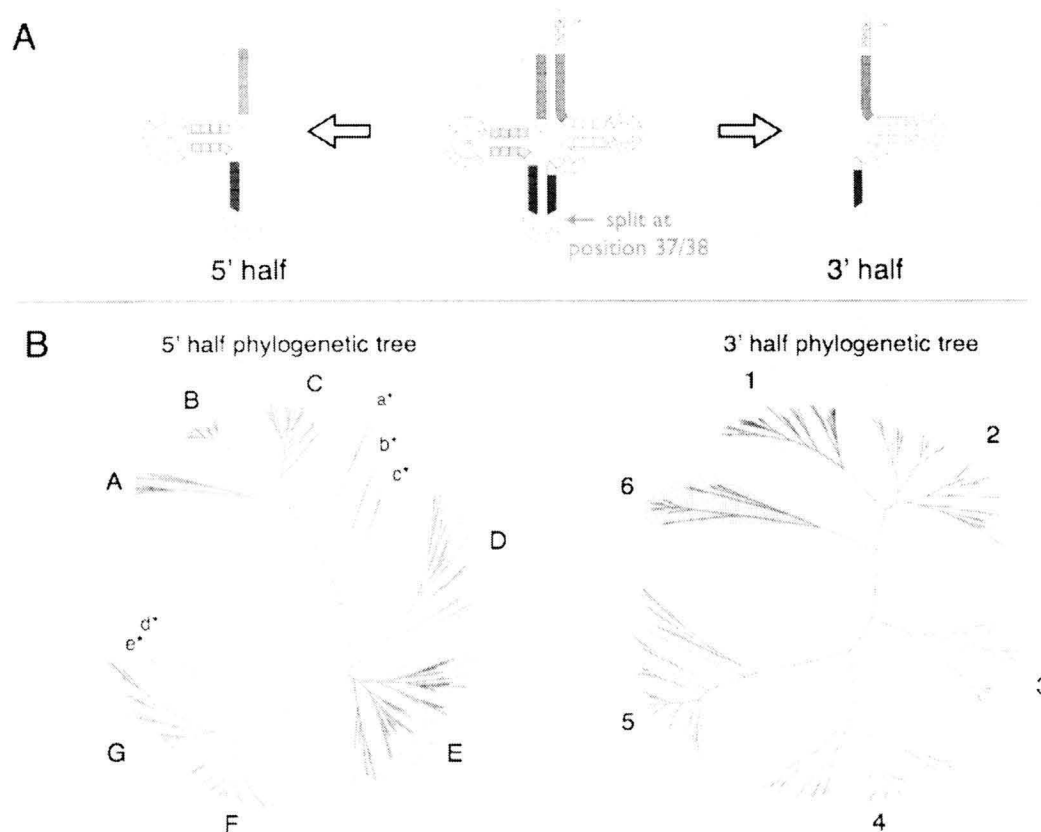 A
← split at
position 37/38
5' half
3' half
B
5' half phylogenetic tree
3' half phylogenetic tree
C
1
B
a*
2
b*
c*
A
6
D
d*
e*
3
5
G
E
F
4